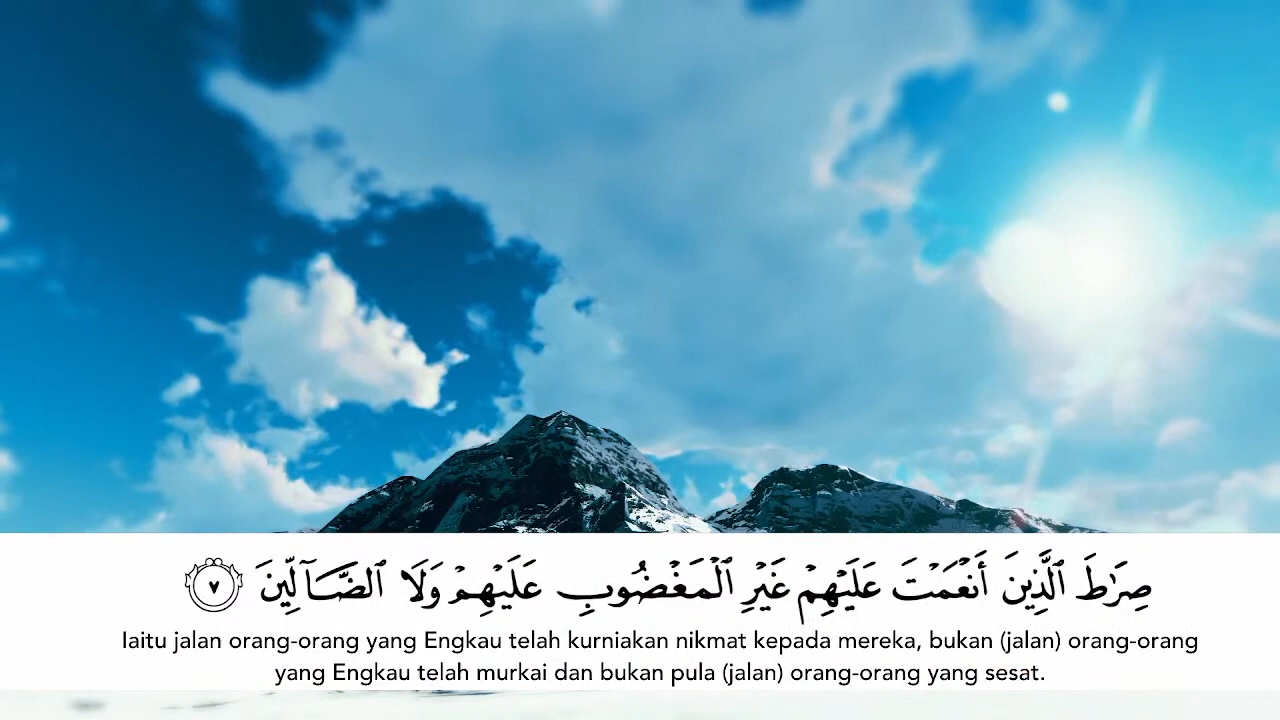 صِرَٰطَ ٱلَّذِينَ أَنْعَمْتَ عَلَيْهِمْ غَيْرِ ٱلْمَغْضُوبِ عَلَيْهِمْ وَلَا ٱلضَّآلِّينَ ٧
Iaitu jalan orang-orang yang Engkau telah kurniakan nikmat kepada mereka, bukan (jalan) orang-orang
yang Engkau telah murkai dan bukan pula (jalan) orang-orang yang sesat.